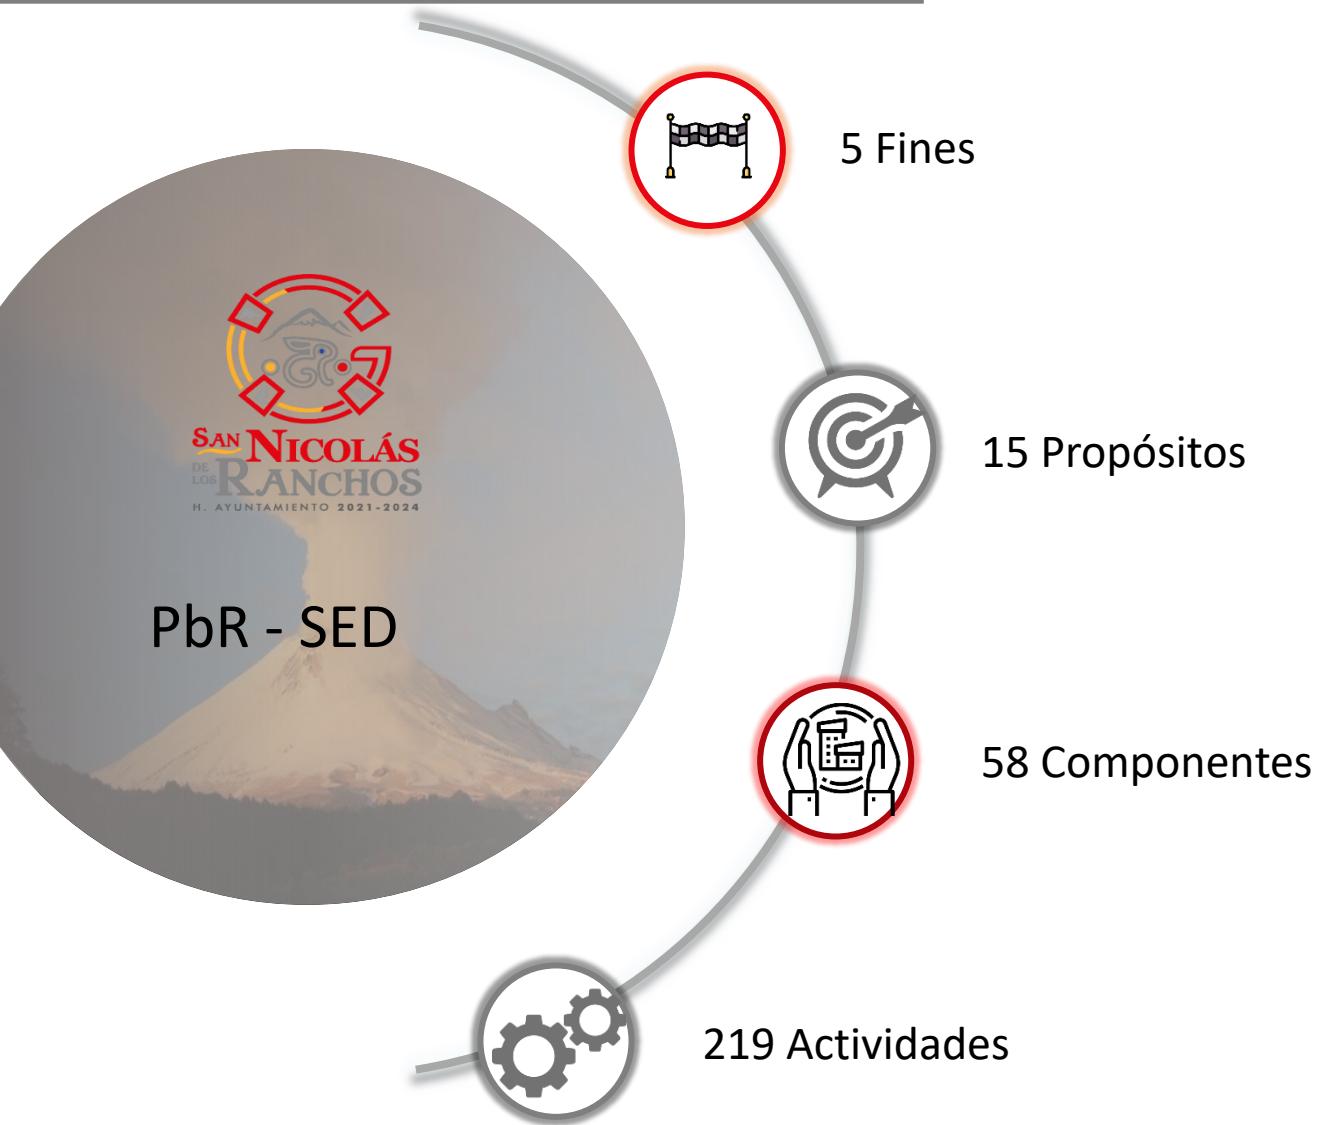 5 Fines
SAN NICOLÁS
DE LOS RANCHOS
H. AYUNTAMIENTO 2021-2024
15 Propósitos
PbR - SED
58 Componentes
219 Actividades